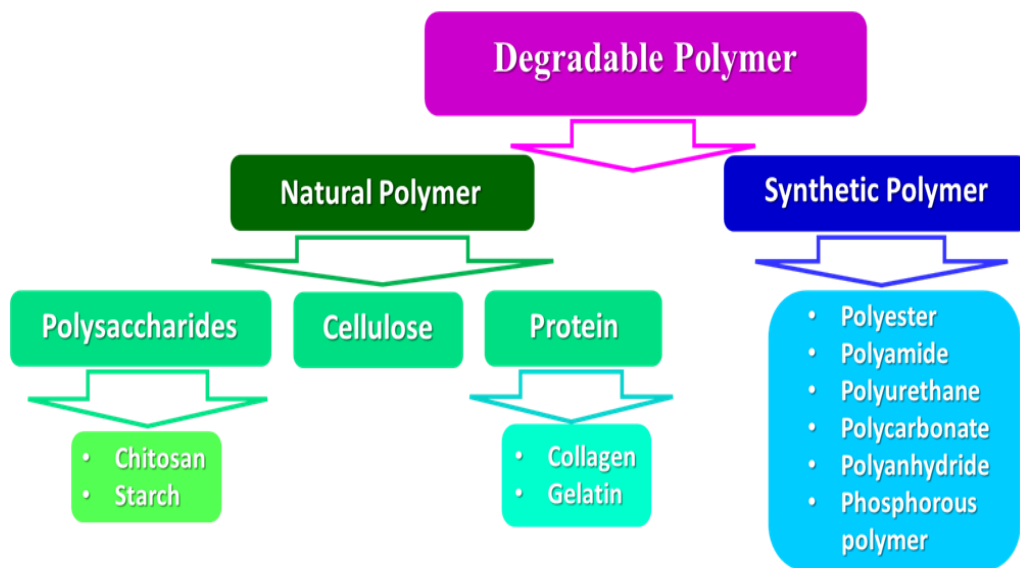 Degradable Polymer
Natural Polymer
Synthetic Polymer
Polysaccharides
Cellulose
Protein
• Chitosan
• Starch
• Collagen
• Gelatin
• Polyester
• Polyamide
• Polyurethane
• Polycarbonate
• Polyanhydride
• Phosphorous
polymer